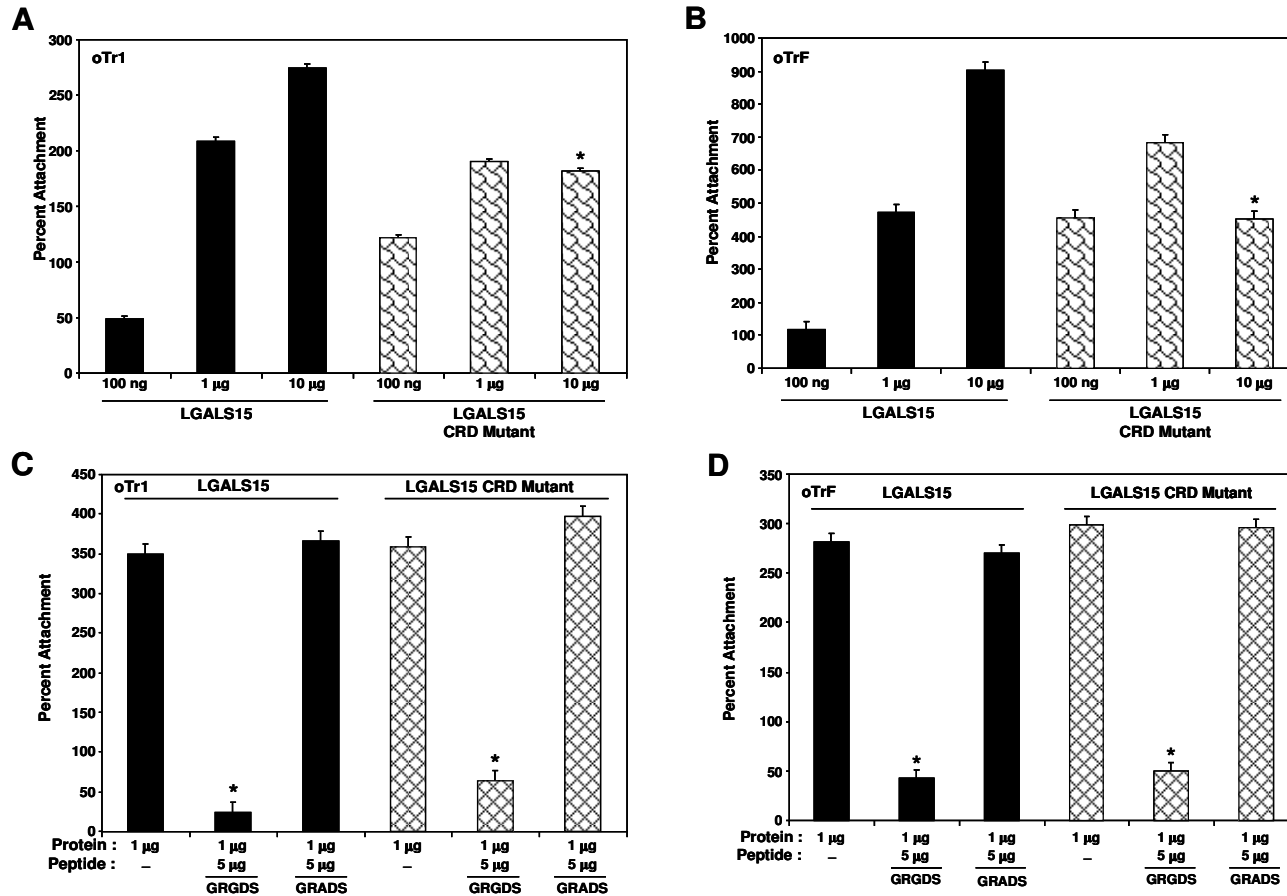 A
300
250
200
150
100
50
0
Percent Attachment
oTr1
*
100 ng 1 µg 10 µg 100 ng 1 µg 10 µg
LGALS15 LGALS15
CRD Mutant
B
1000
900
800
700
600
500
400
300
200
100
0
Percent Attachment
oTrF
*
100 ng 1 µg 10 µg 100 ng 1 µg 10 µg
LGALS15 LGALS15
CRD Mutant
C
450
400
350
300
250
200
150
100
50
0
Percent Attachment
oTr1 LGALS15 LGALS15 CRD Mutant
*
*
Protein : 1 µg 1 µg 1 µg 1 µg 1 µg 1 µg
Peptide : – 5 µg 5 µg – 5 µg 5 µg
GRGDS GRADS GRGDS GRADS
D
350
300
250
200
150
100
50
0
Percent Attachment
oTrF LGALS15 LGALS15 CRD Mutant
*
*
Protein : 1 µg 1 µg 1 µg 1 µg 1 µg 1 µg
Peptide : – 5 µg 5 µg – 5 µg 5 µg
GRGDS GRADS GRGDS GRADS